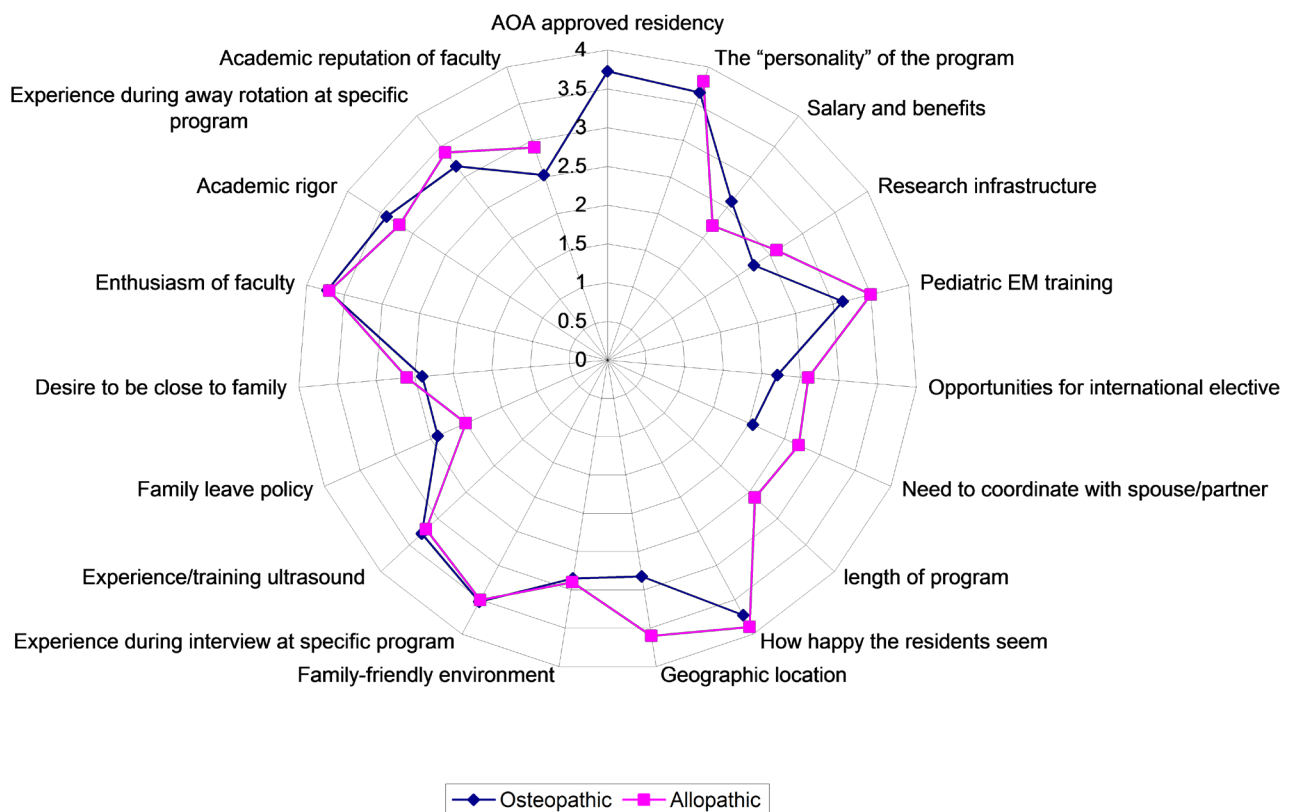 AOA approved residency
The “personality” of the program
Salary and benefits
Research infrastructure
Pediatric EM training
Opportunities for international elective
Need to coordinate with spouse/partner
length of program
How happy the residents seem
Geographic location
Family-friendly environment
Experience during interview at specific program
Experience/training ultrasound
Family leave policy
Desire to be close to family
Enthusiasm of faculty
Academic rigor
Experience during away rotation at specific
program
Academic reputation of faculty
4
3.5
3
2.5
2
1.5
1
0.5
0
Osteopathic
Allopathic